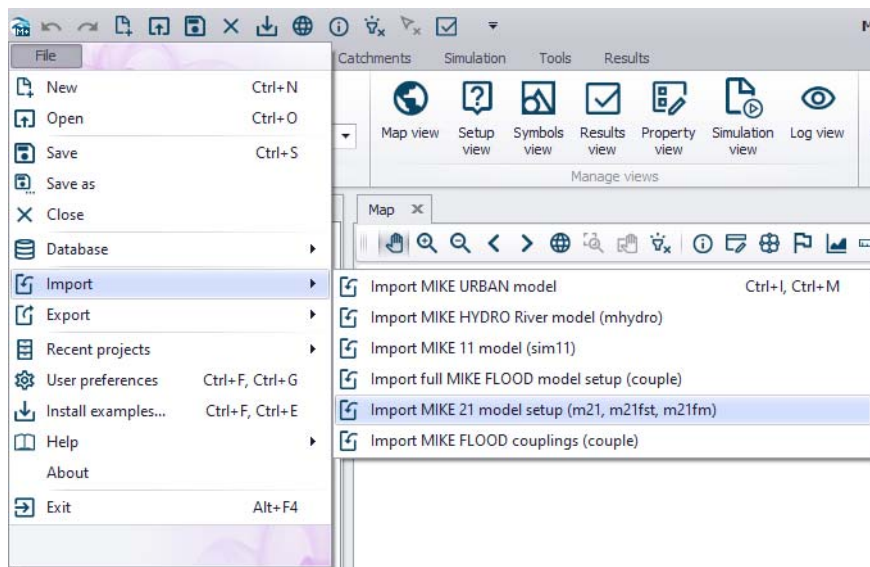 File
Catchments Simulation Tools Results
New Ctrl+N
Open Ctrl+O
Save Ctrl+S
Save as
Close
Database
Import
Export
Recent projects
User preferences Ctrl+F, Ctrl+G
Install examples... Ctrl+F, Ctrl+E
Help
About
Exit Alt+F4
Map view
Setup view
Symbols view
Results view
Property view
Simulation view
Log view
Manage views
Map
Import MIKE URBAN model Ctrl+I, Ctrl+M
Import MIKE HYDRO River model (mhydro)
Import MIKE 11 model (sim11)
Import full MIKE FLOOD model setup (couple)
Import MIKE 21 model setup (m21, m21fst, m21fm)
Import MIKE FLOOD couplings (couple)